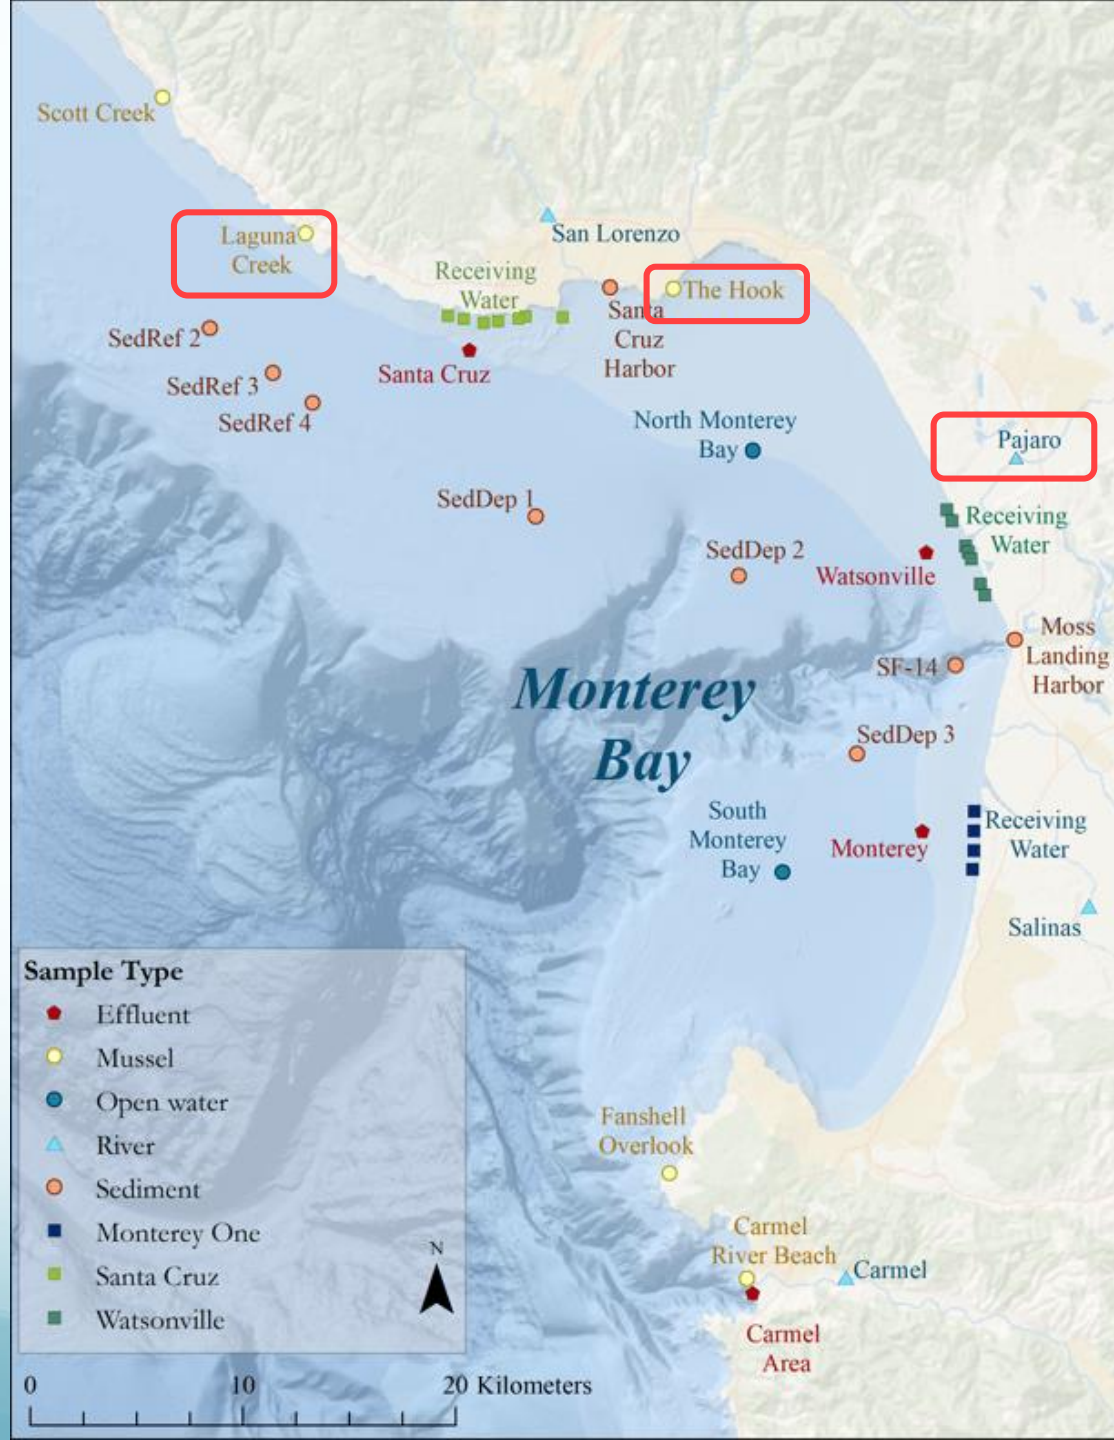 Scott Creek
Laguna
Creek
San Lorenzo
Receiving
Water
The Hook
Santa
Cruz
Harbor
SedRef 2
SedRef 3
SedRef 4
Santa Cruz
North Monterey
Bay
Pajaro
SedDep 1
Receiving
Water
SedDep 2
Watsonville
Moss
Landing
Harbor
SF-14
Monterey
Bay
SedDep 3
South
Monterey
Bay
Monterey
Receiving
Water
Salinas
Sample Type
Effluent
Mussel
Open water
River
Sediment
Monterey One
Santa Cruz
Watsonville
N
Fanshell
Overlook
Carmel
River Beach
Carmel
Carmel
Area
0 10 20 Kilometers